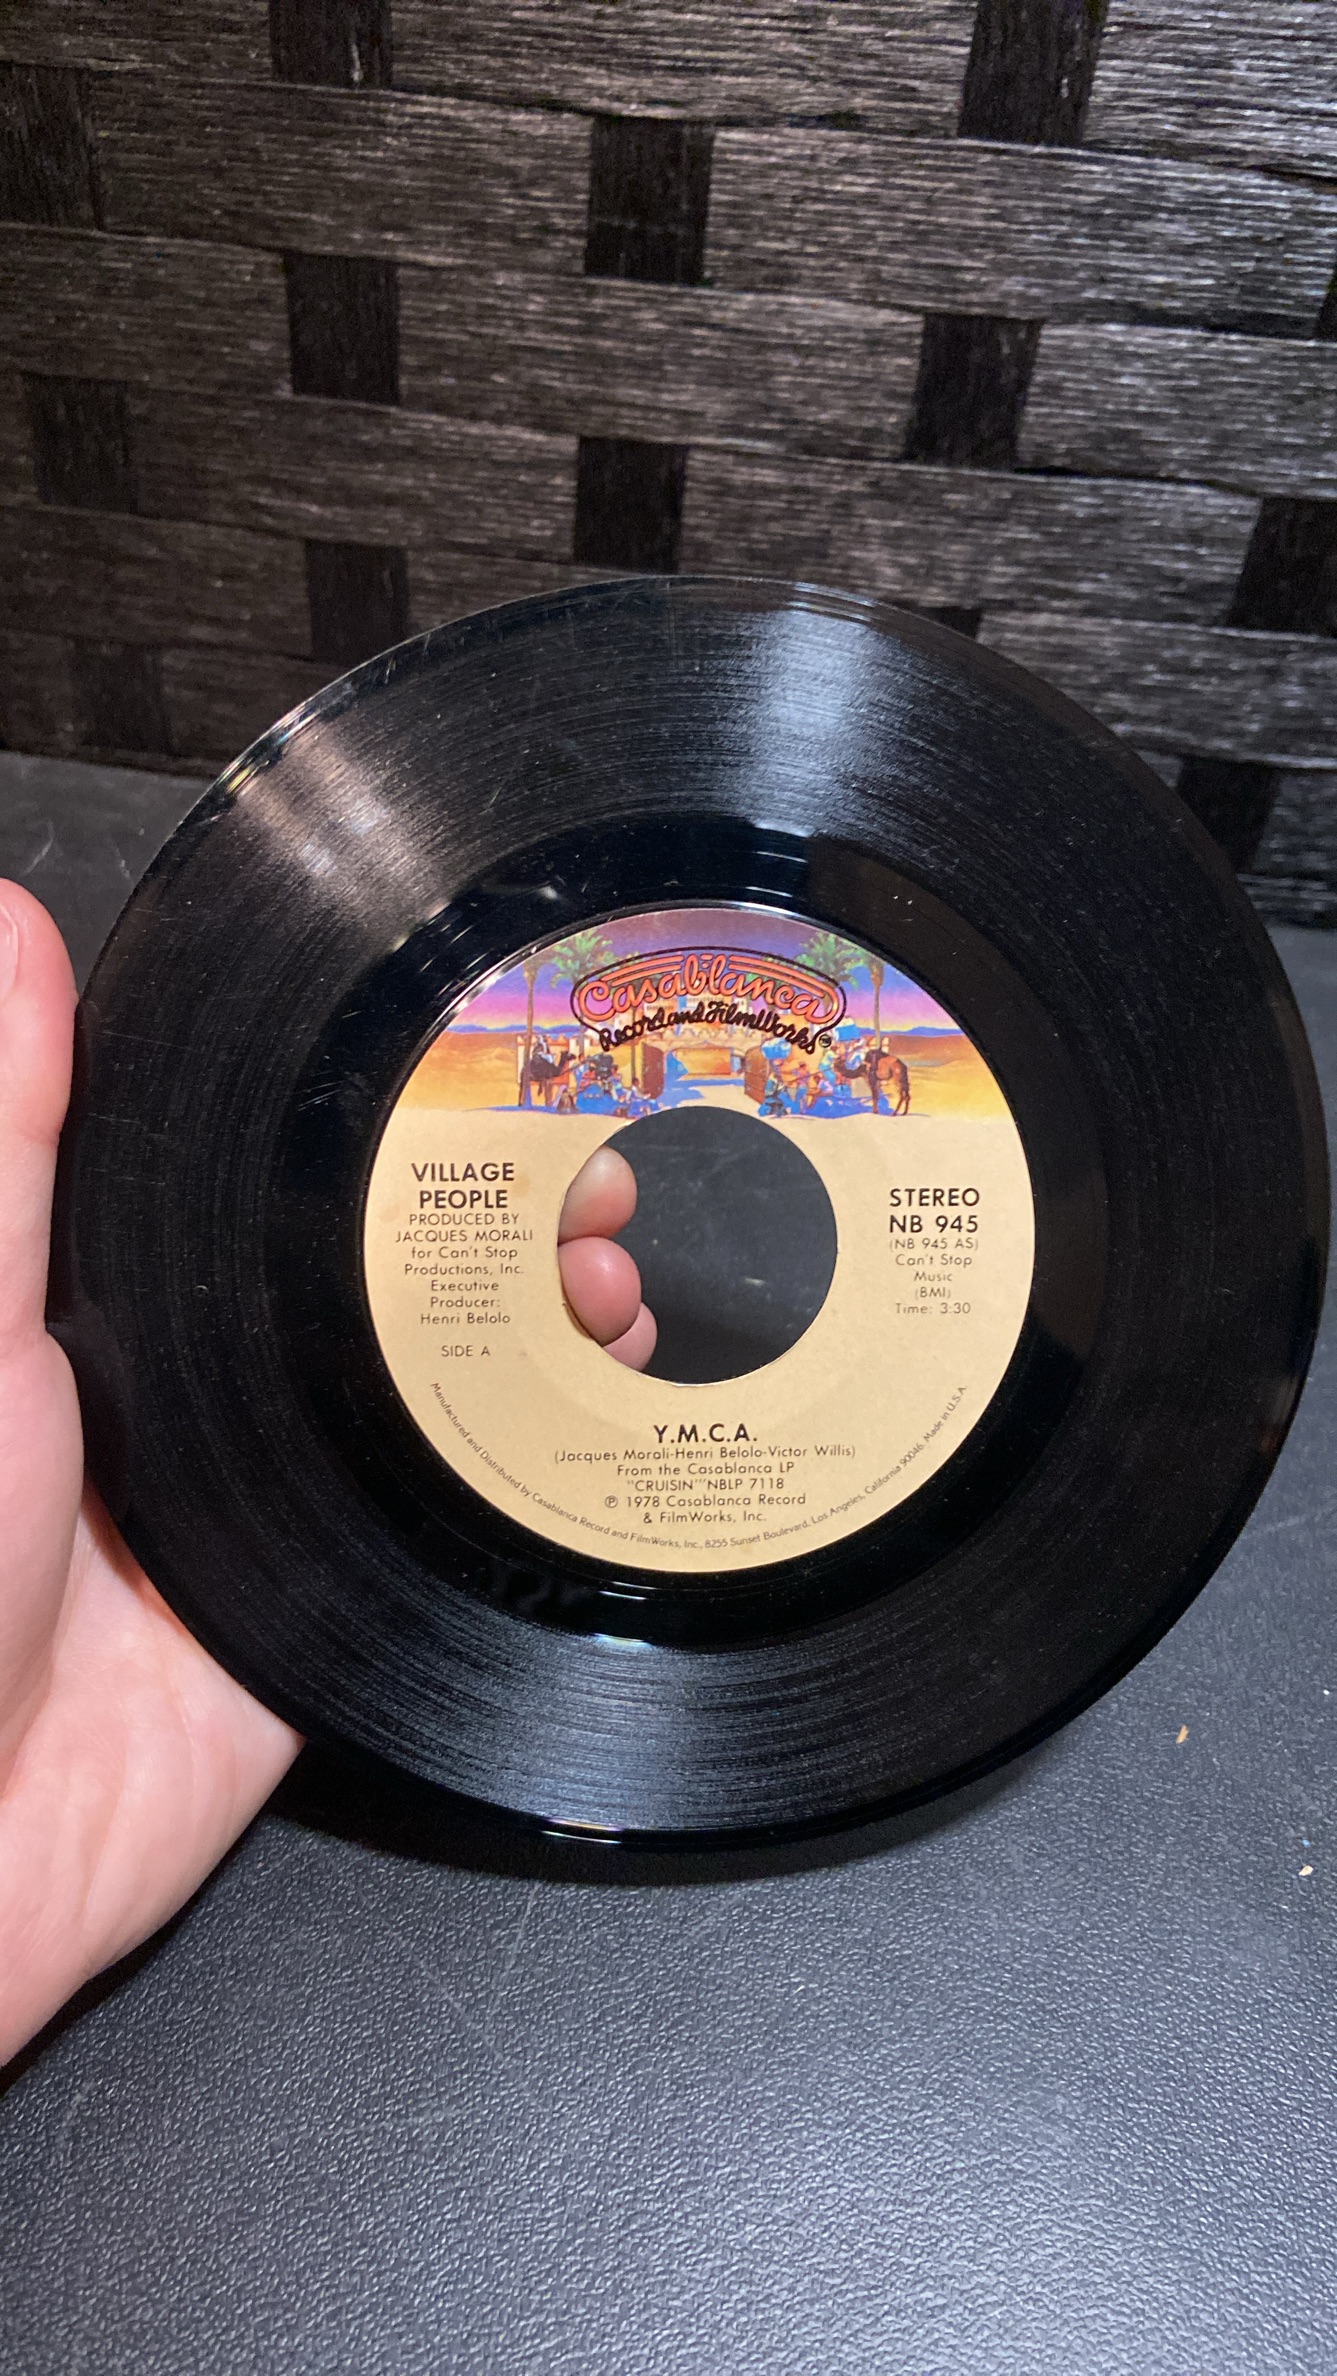 Casablanca
Record and FilmWorks™
VILLAGE
PEOPLE
PRODUCED BY
JACQUES MORALI
for Can't Stop
Productions, Inc.
Executive
Producer:
Henri Belolo
SIDE A
STEREO
NB 945
(NB 945 AS)
Can't Stop
Music
(BMI)
Time: 3:30
Y.M.C.A.
(Jacques Morali-Henri Belolo-Victor Willis)
From the Casablanca LP
"CRUISIN'"NBLP 7118
℗ 1978 Casablanca Record
& FilmWorks, Inc.
Manufactured and Distributed by Casablanca Record and FilmWorks, Inc., 8255 Sunset Boulevard, Los Angeles, California 90046. Made in U.S.A.